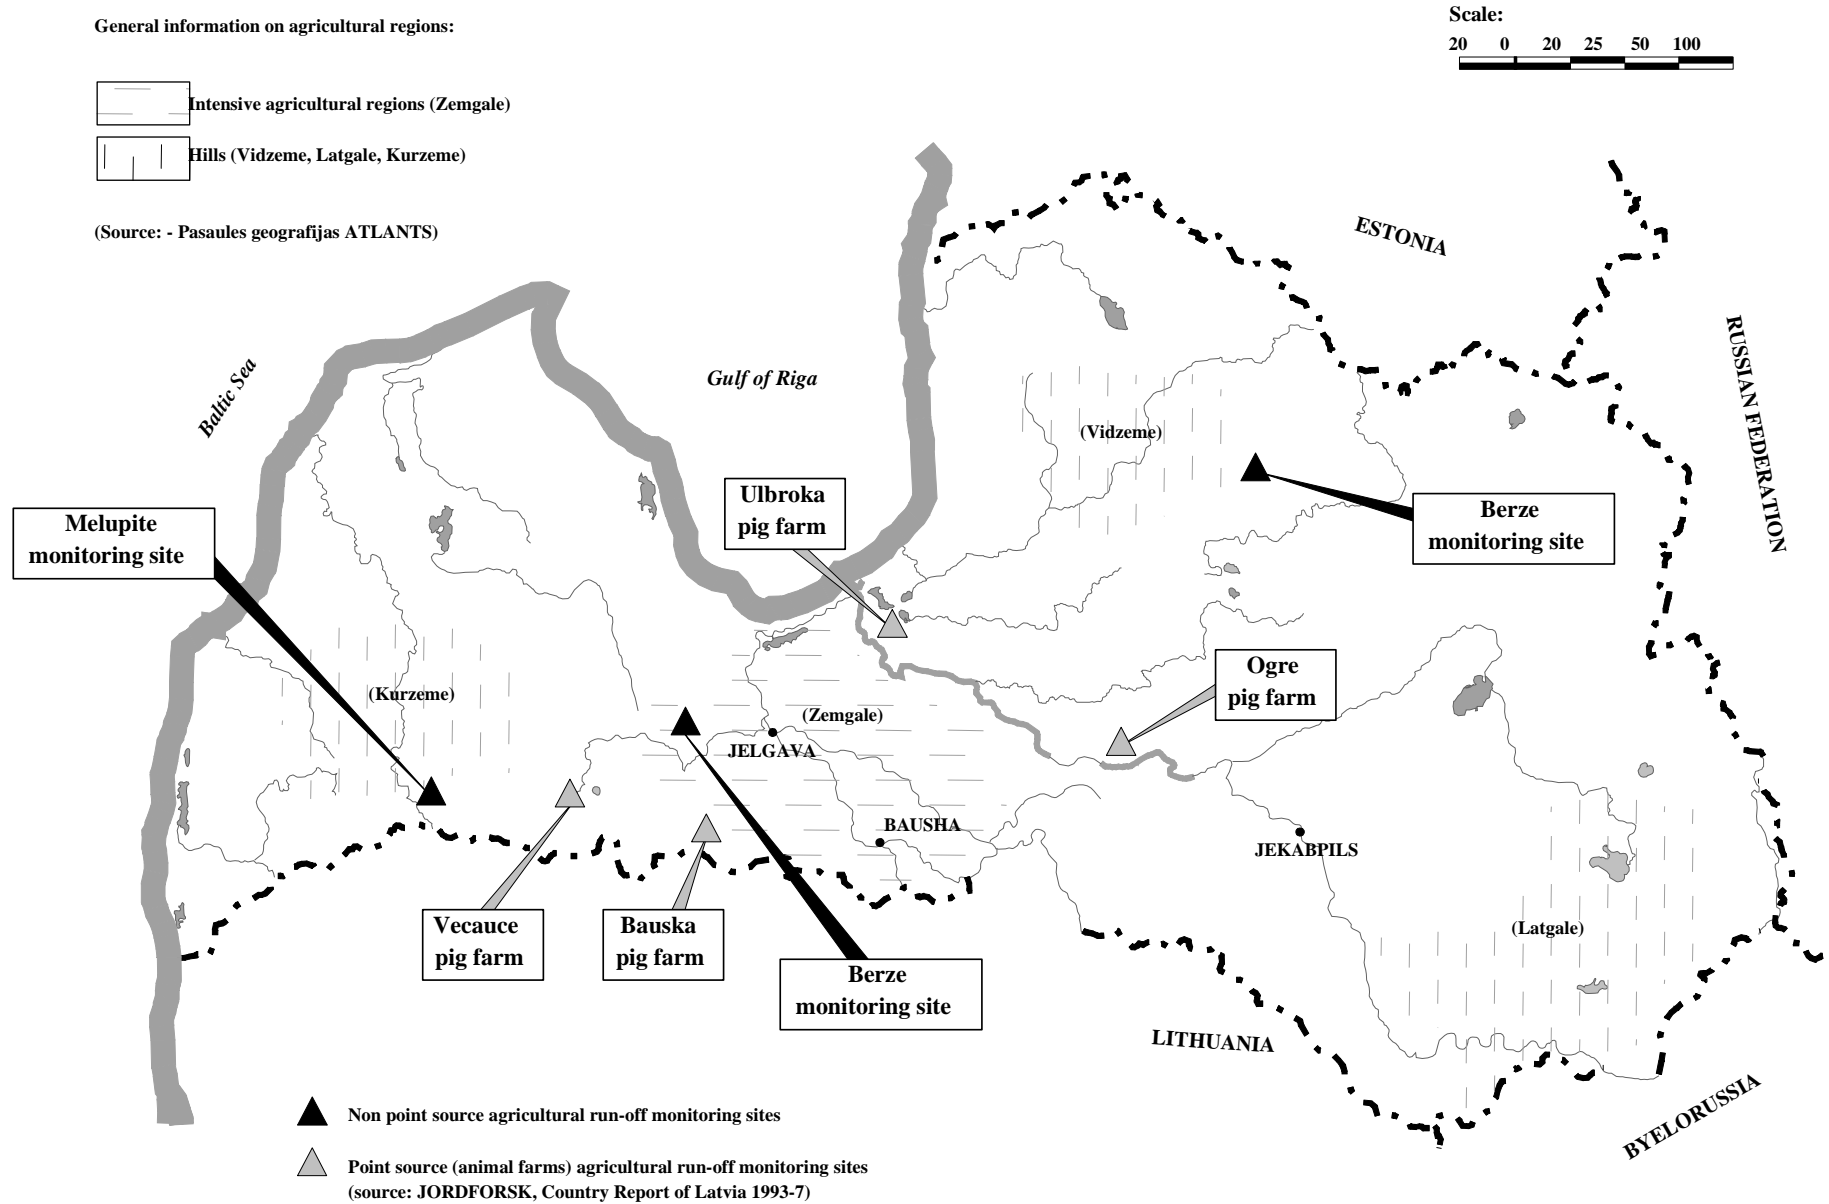 General information on agricultural regions:
Scale:
20 0 20 25 50 100
Intensive agricultural regions (Zemgale)
Hills (Vidzeme, Latgale, Kurzeme)
(Source: - Pasaules geografijas ATLANTS)
ESTONIA
RUSSIAN FEDERATION
Baltic Sea
Gulf of Riga
(Vidzeme)
Ulbroka
pig farm
Melupite
monitoring site
Berze
monitoring site
(Kurzeme)
Ogre
pig farm
(Zemgale)
JELGAVA
BAUSHA
JEKABPILS
Vecauce
pig farm
Bauska
pig farm
(Latgale)
Berze
monitoring site
LITHUANIA
BYELORUSSIA
Non point source agricultural run-off monitoring sites
Point source (animal farms) agricultural run-off monitoring sites
(source: JORDFORSK, Country Report of Latvia 1993-7)